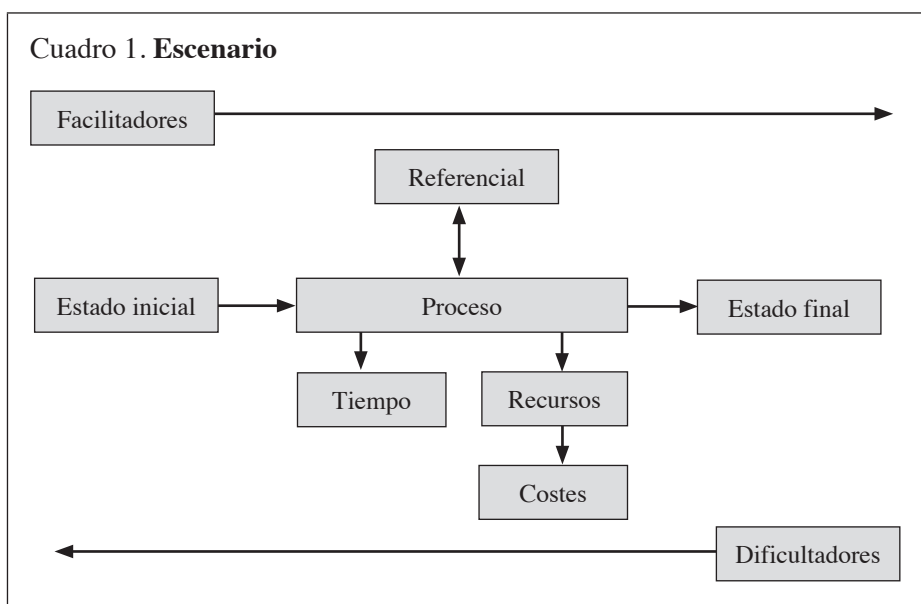 Cuadro 1. Escenario
Facilitadores
Referencial
Estado inicial
Proceso
Estado final
Tiempo
Recursos
Costes
Dificultadores